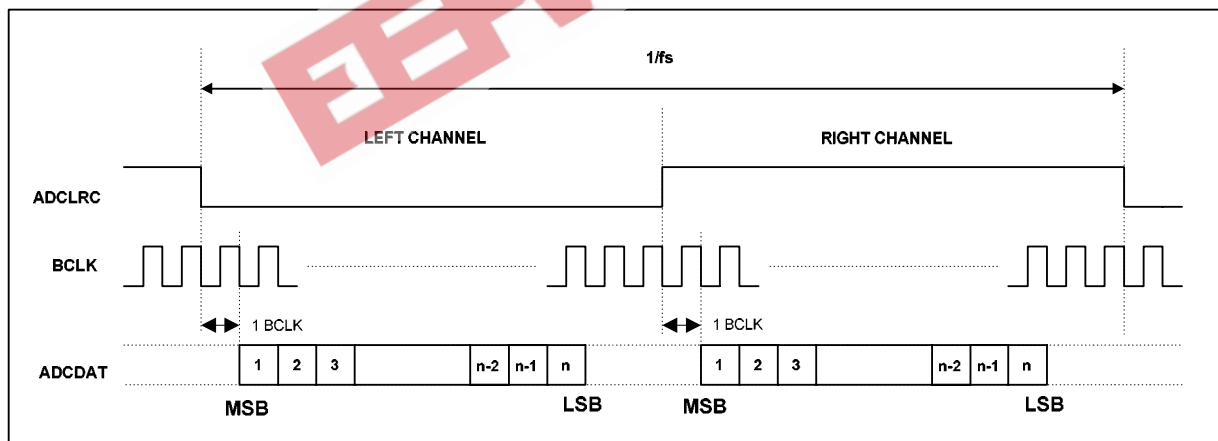 1/fs
LEFT CHANNEL RIGHT CHANNEL
ADCLRC
BCLK
1 BCLK 1 BCLK
ADCDAT 1 2 3 n-2 n-1 n 1 2 3 n-2 n-1 n
MSB LSB MSB LSB